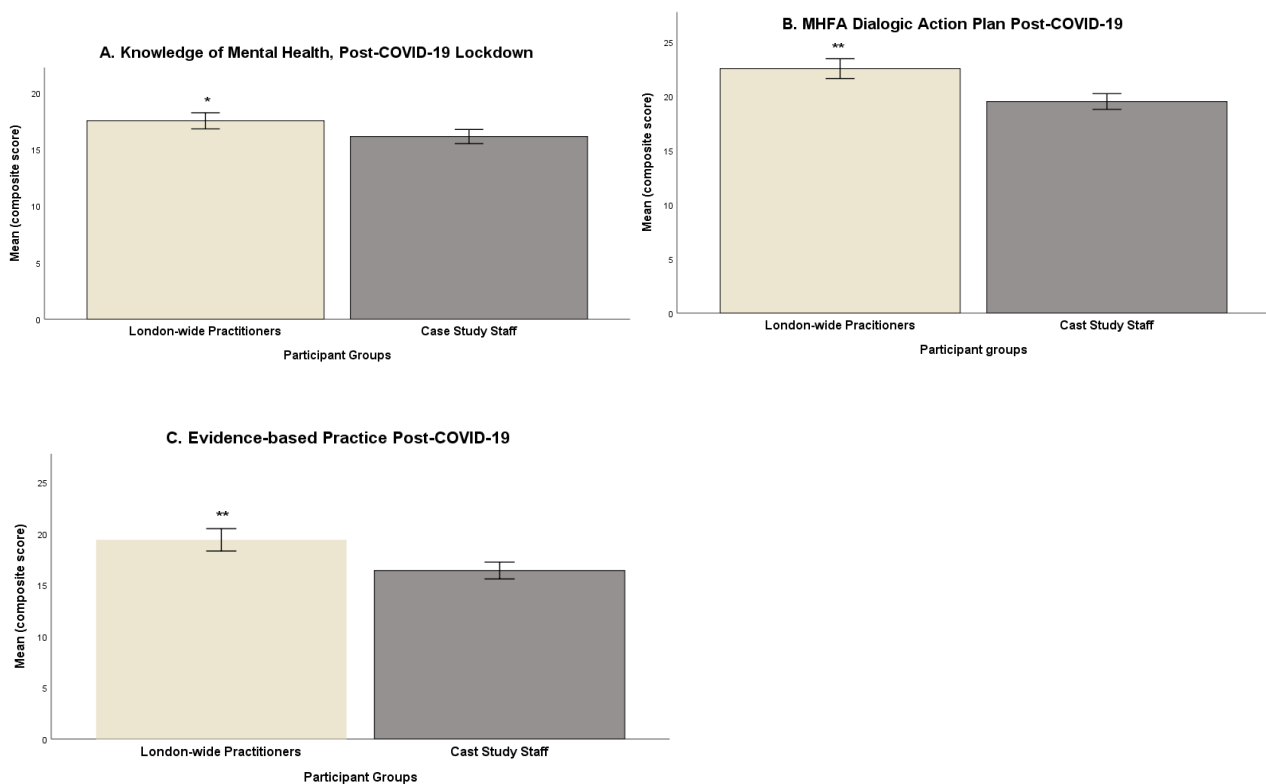 A. Knowledge of Mental Health, Post-COVID-19 Lockdown
20
15
10
5
0
Mean (composite score)
*
London-wide Practitioners
Case Study Staff
Participant Groups
B. MHFA Dialogic Action Plan Post-COVID-19
25
20
15
10
5
0
Mean (composite score)
**
London-wide Practitioners
Cast Study Staff
Participant groups
C. Evidence-based Practice Post-COVID-19
25
20
15
10
5
0
Mean (composite score)
**
London-wide Practitioners
Cast Study Staff
Participant Groups